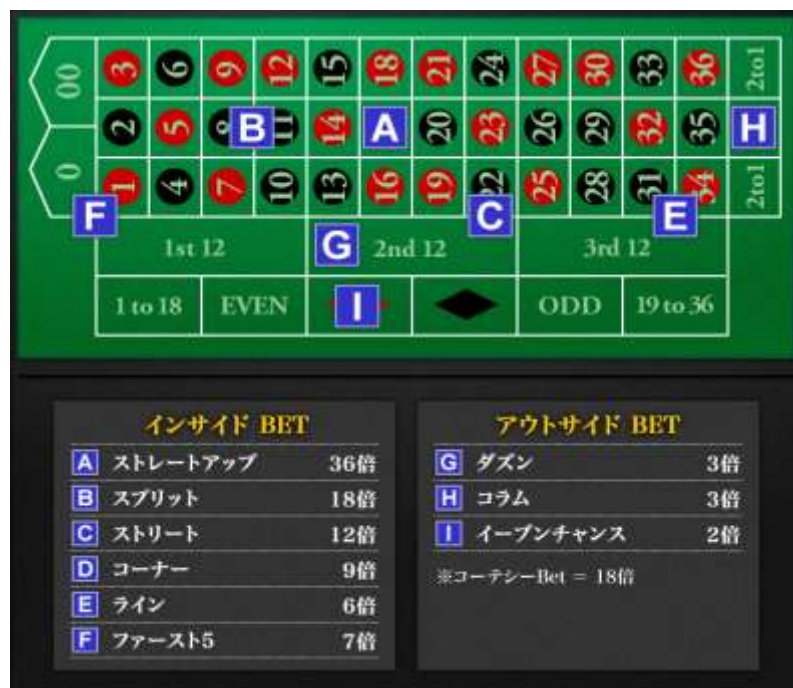 00 3 6 9 12 15 18 21 24 27 30 33 36 2to1
2 5 8 B 11 14 A 20 23 26 29 32 35 H
0 1 4 7 10 13 16 19 22 25 28 31 34 2to1
F G C E
1st 12 2nd 12 3rd 12
1 to 18 EVEN I ODD 19 to 36
インサイド BET
A ストレートアップ 36倍
B スプリット 18倍
C ストリート 12倍
D コーナー 9倍
E ライン 6倍
F ファースト5 7倍
アウトサイド BET
G ダズン 3倍
H コラム 3倍
I イーブンチャンス 2倍
※コーテシーBet = 18倍